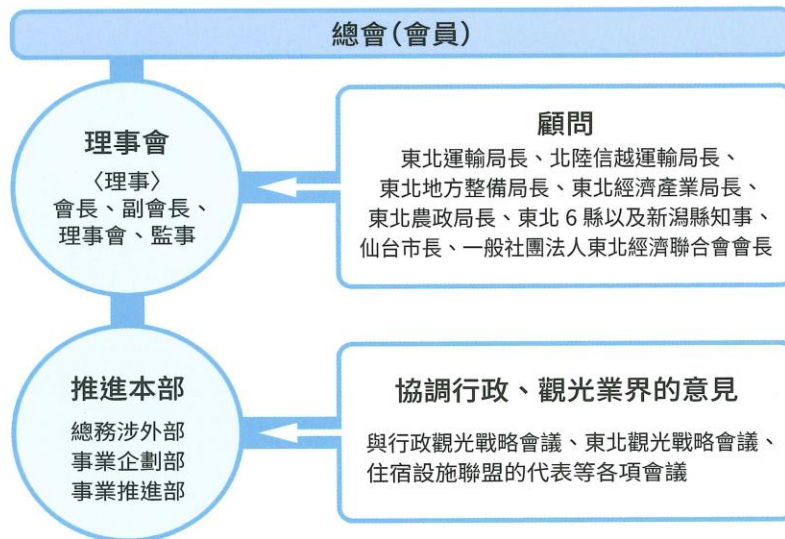 總會(會員)
理事會
〈理事〉
會長、副會長、
理事會、監事
顧問
東北運輸局長、北陸信越運輸局長、
東北地方整備局長、東北經濟產業局長、
東北農政局長、東北 6 縣以及新潟縣知事、
仙台市長、一般社團法人東北經濟聯合會會長
推進本部
總務涉外部
事業企劃部
事業推進部
協調行政、觀光業界的意見
與行政觀光戰略會議、東北觀光戰略會議、
住宿設施聯盟的代表等各項會議